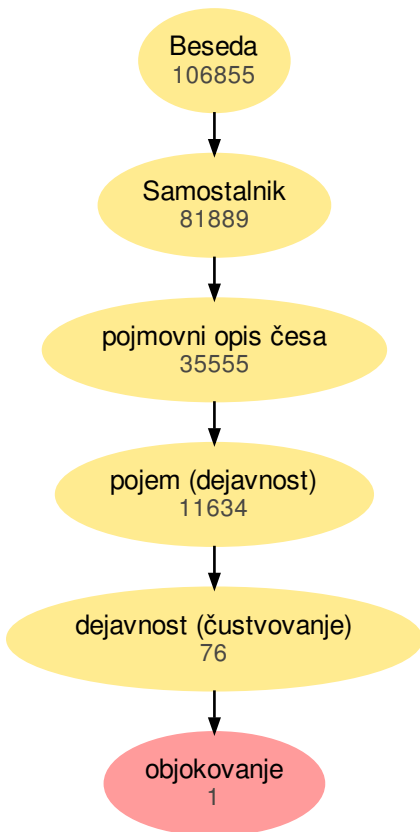 Beseda
106855
Samostalnik
81889
pojmovni opis česa
35555
pojem (dejavnost)
11634
dejavnost (čustvovanje)
76
objokovanje
1